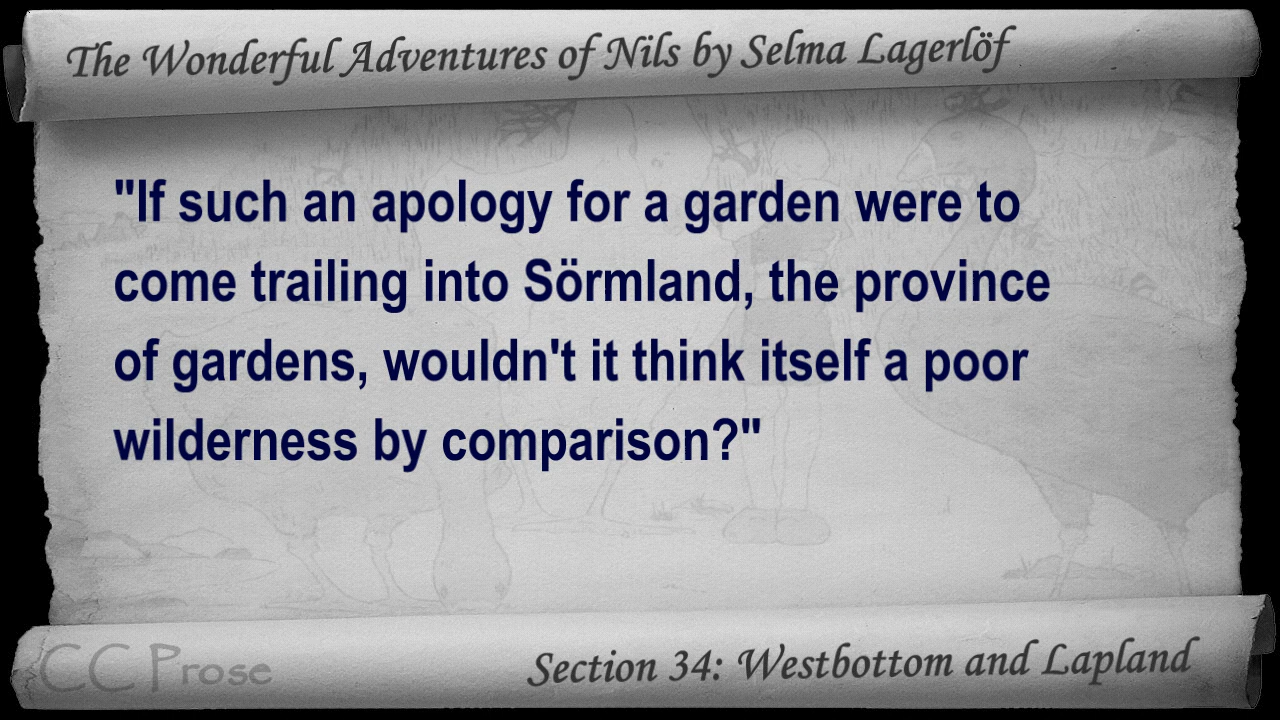 The Wonderful Adventures of Nils by Selma Lagerlöf
"If such an apology for a garden were to
come trailing into Sörmland, the province
of gardens, wouldn't it think itself a poor
wilderness by comparison?"
CC Prose
Section 34: Westbottom and Lapland